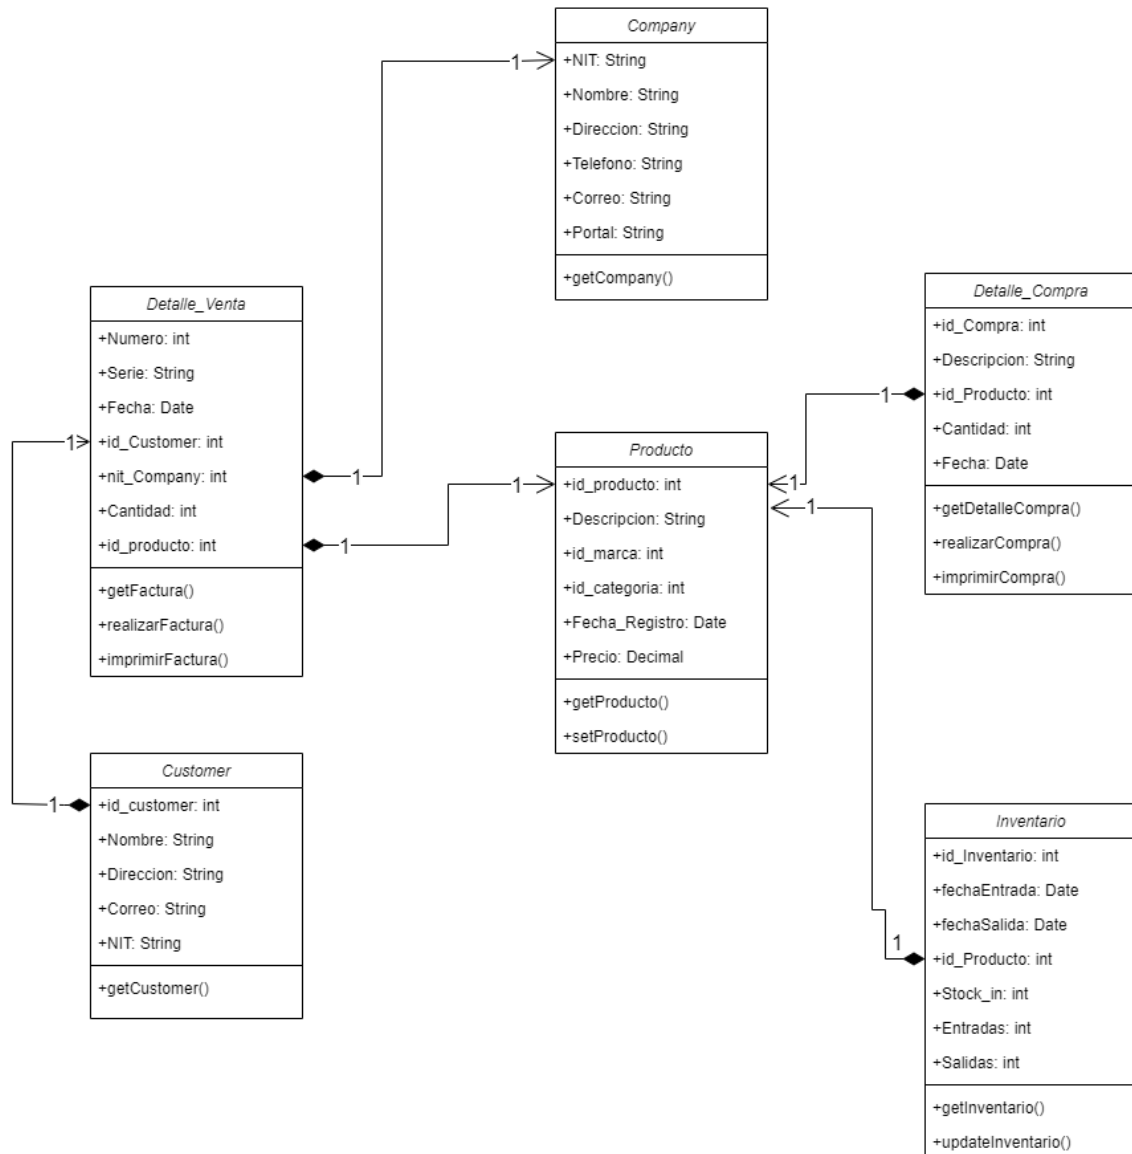 Company
+NIT: String
+Nombre: String
+Direccion: String
+Telefono: String
+Correo: String
+Portal: String
+getCompany()
Detalle_Venta
+Numero: int
+Serie: String
+Fecha: Date
+id_Customer: int
+nit_Company: int
+Cantidad: int
+id_producto: int
+getFactura()
+realizarFactura()
+imprimirFactura()
Customer
+id_customer: int
+Nombre: String
+Direccion: String
+Correo: String
+NIT: String
+getCustomer()
Producto
+id_producto: int
+Descripcion: String
+id_marca: int
+id_categoria: int
+Fecha_Registro: Date
+Precio: Decimal
+getProducto()
+setProducto()
Detalle_Compra
+id_Compra: int
+Descripcion: String
+id_Producto: int
+Cantidad: int
+Fecha: Date
+getDetalleCompra()
+realizarCompra()
+imprimirCompra()
Inventario
+id_Inventario: int
+fechaEntrada: Date
+fechaSalida: Date
+id_Producto: int
+Stock_in: int
+Entradas: int
+Salidas: int
+getInventario()
+updateInventario()
1
1
1
1
1
1
1
1
1
1